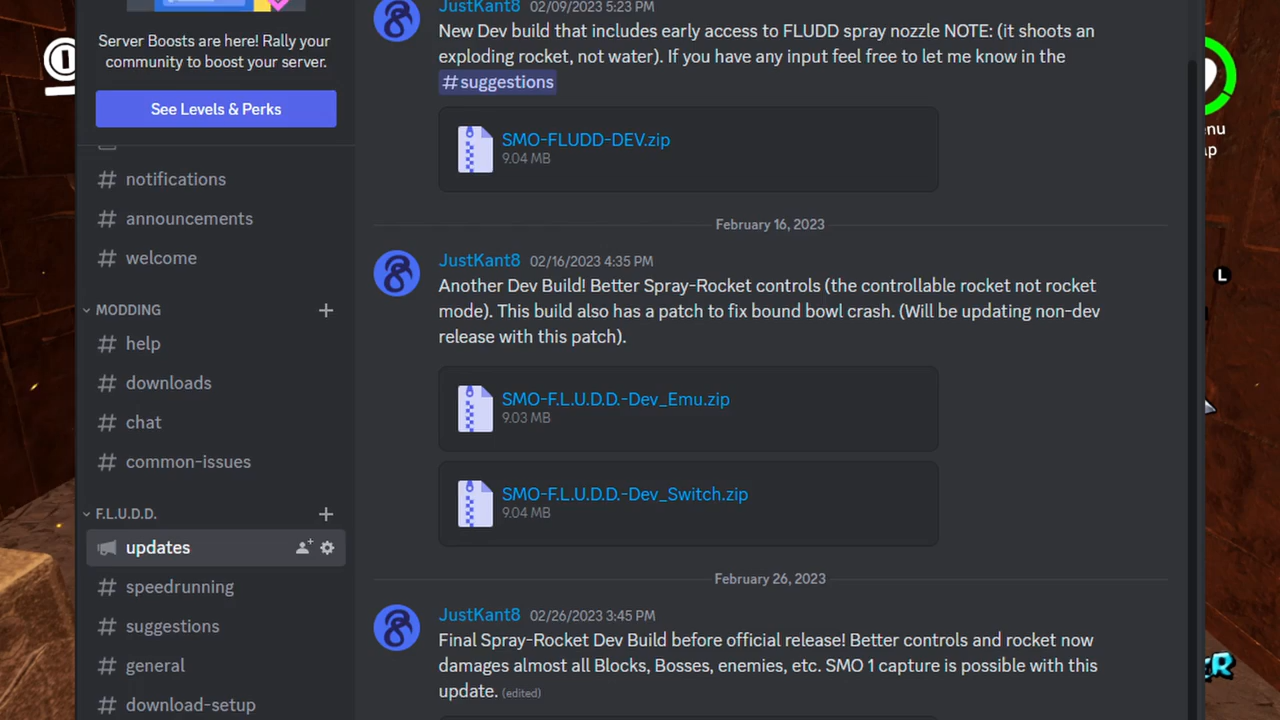 Server Boosts are here! Rally your
community to boost your server.
See Levels & Perks
# notifications
# announcements
# welcome
MODDING +
# help
# downloads
# chat
# common-issues
F.L.U.D.D. +
updates
# speedrunning
# suggestions
# general
# download-setup
JustKant8 02/09/2023 5:23 PM
New Dev build that includes early access to FLUDD spray nozzle NOTE: (it shoots an
exploding rocket, not water). If you have any input feel free to let me know in the
#suggestions
SMO-FLUDD-DEV.zip
9.04 MB
February 16, 2023
JustKant8 02/16/2023 4:35 PM
Another Dev Build! Better Spray-Rocket controls (the controllable rocket not rocket
mode). This build also has a patch to fix bound bowl crash. (Will be updating non-dev
release with this patch).
SMO-F.L.U.D.D.-Dev_Emu.zip
9.03 MB
SMO-F.L.U.D.D.-Dev_Switch.zip
9.04 MB
February 26, 2023
JustKant8 02/26/2023 3:45 PM
Final Spray-Rocket Dev Build before official release! Better controls and rocket now
damages almost all Blocks, Bosses, enemies, etc. SMO 1 capture is possible with this
update. (edited)
L